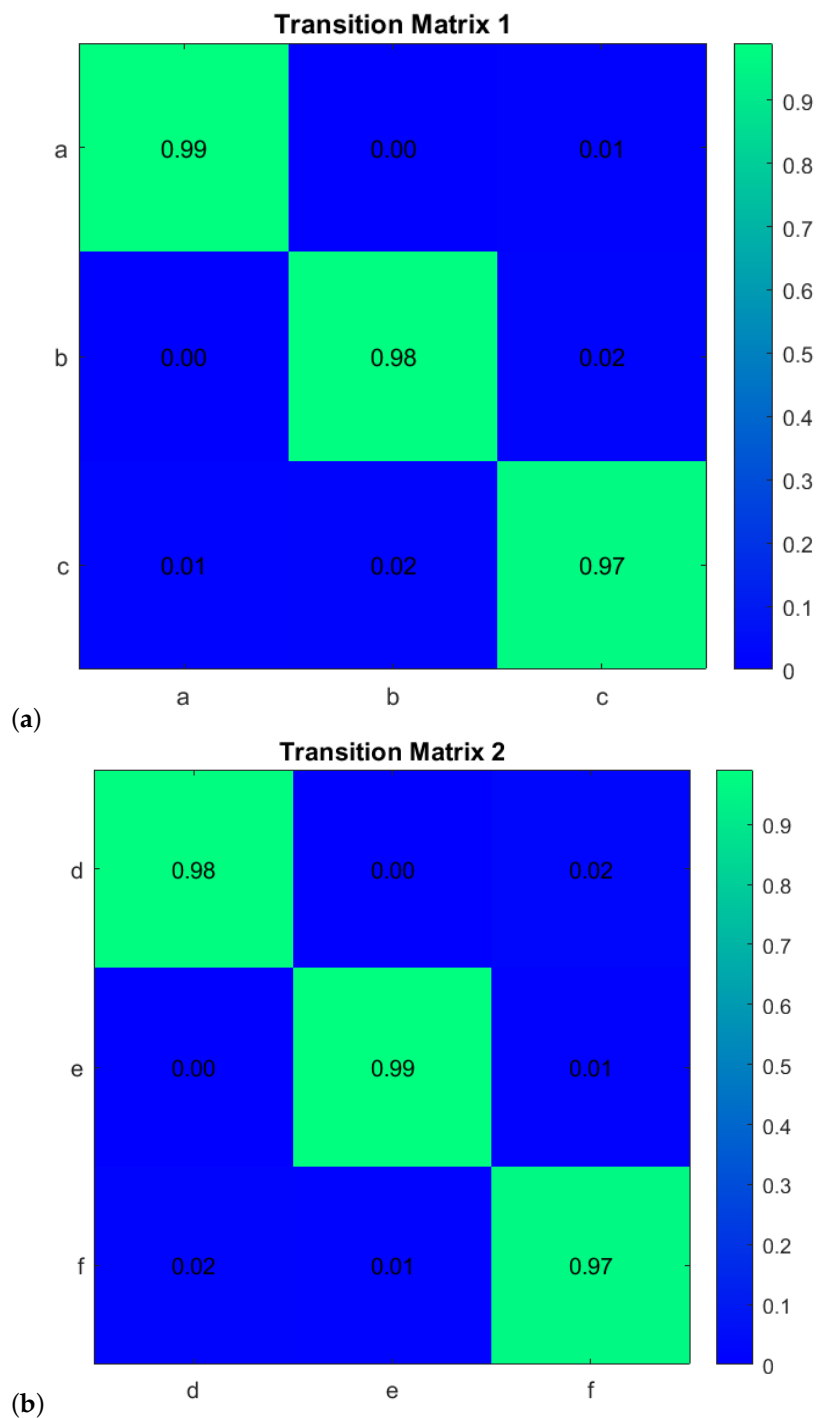 Transition Matrix 1
a 0.99 0.00 0.01
b 0.00 0.98 0.02
c 0.01 0.02 0.97
a b c
0.9
0.8
0.7
0.6
0.5
0.4
0.3
0.2
0.1
0
(a)
Transition Matrix 2
d 0.98 0.00 0.02
e 0.00 0.99 0.01
f 0.02 0.01 0.97
d e f
0.9
0.8
0.7
0.6
0.5
0.4
0.3
0.2
0.1
0
(b)